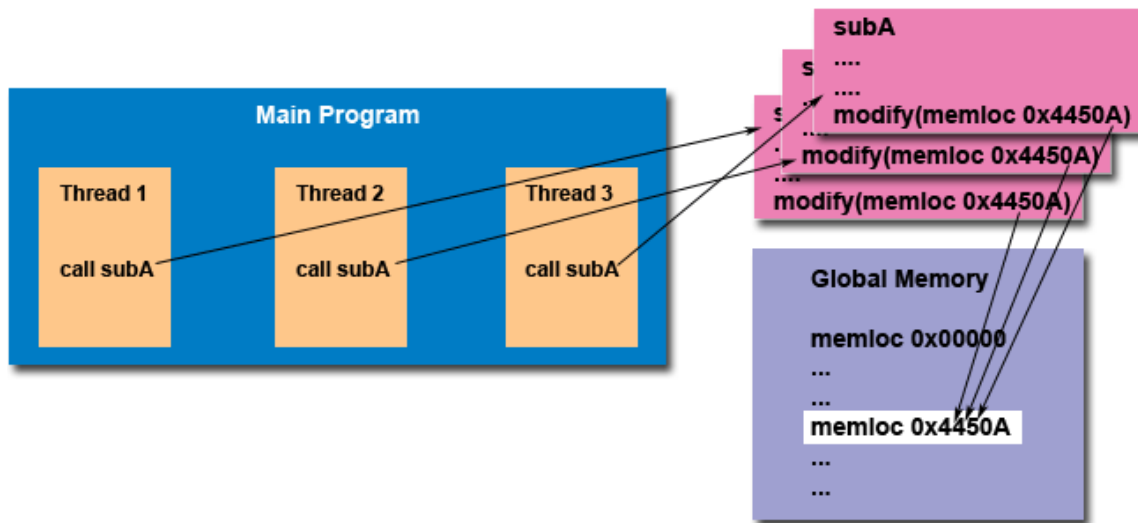 Main Program
Thread 1
call subA
Thread 2
call subA
Thread 3
call subA
subA
....
....
modify(memloc 0x4450A)
s
....
modify(memloc 0x4450A)
s
....
modify(memloc 0x4450A)
Global Memory
memloc 0x00000
...
...
memloc 0x4450A
...
...